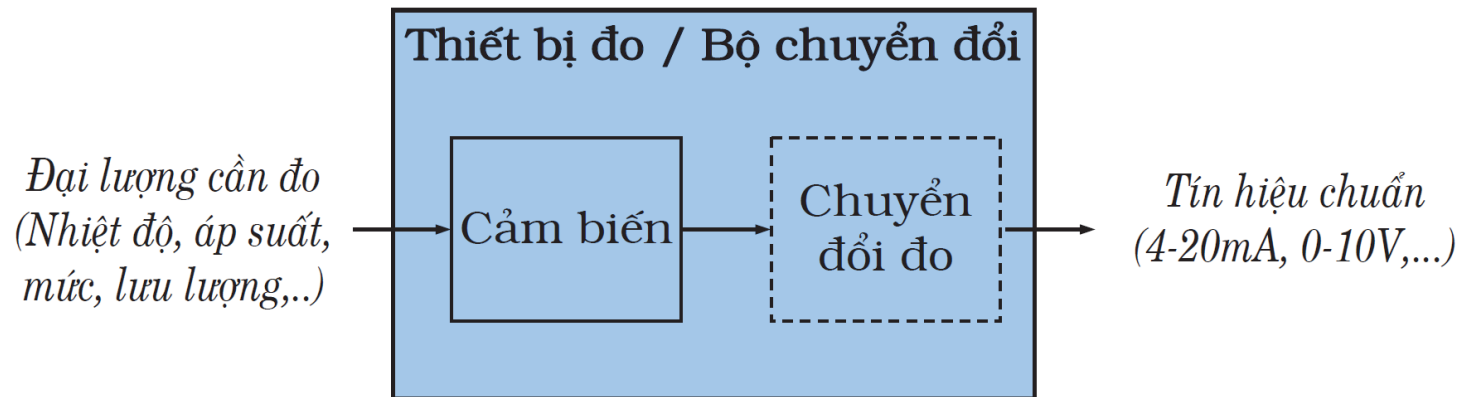 Thiết bị đo / Bộ chuyển đổi
Đại lượng cần đo
(Nhiệt độ, áp suất,
mức, lưu lượng,..)
Cảm biến
Chuyển
đổi đo
Tín hiệu chuẩn
(4-20mA, 0-10V,...)